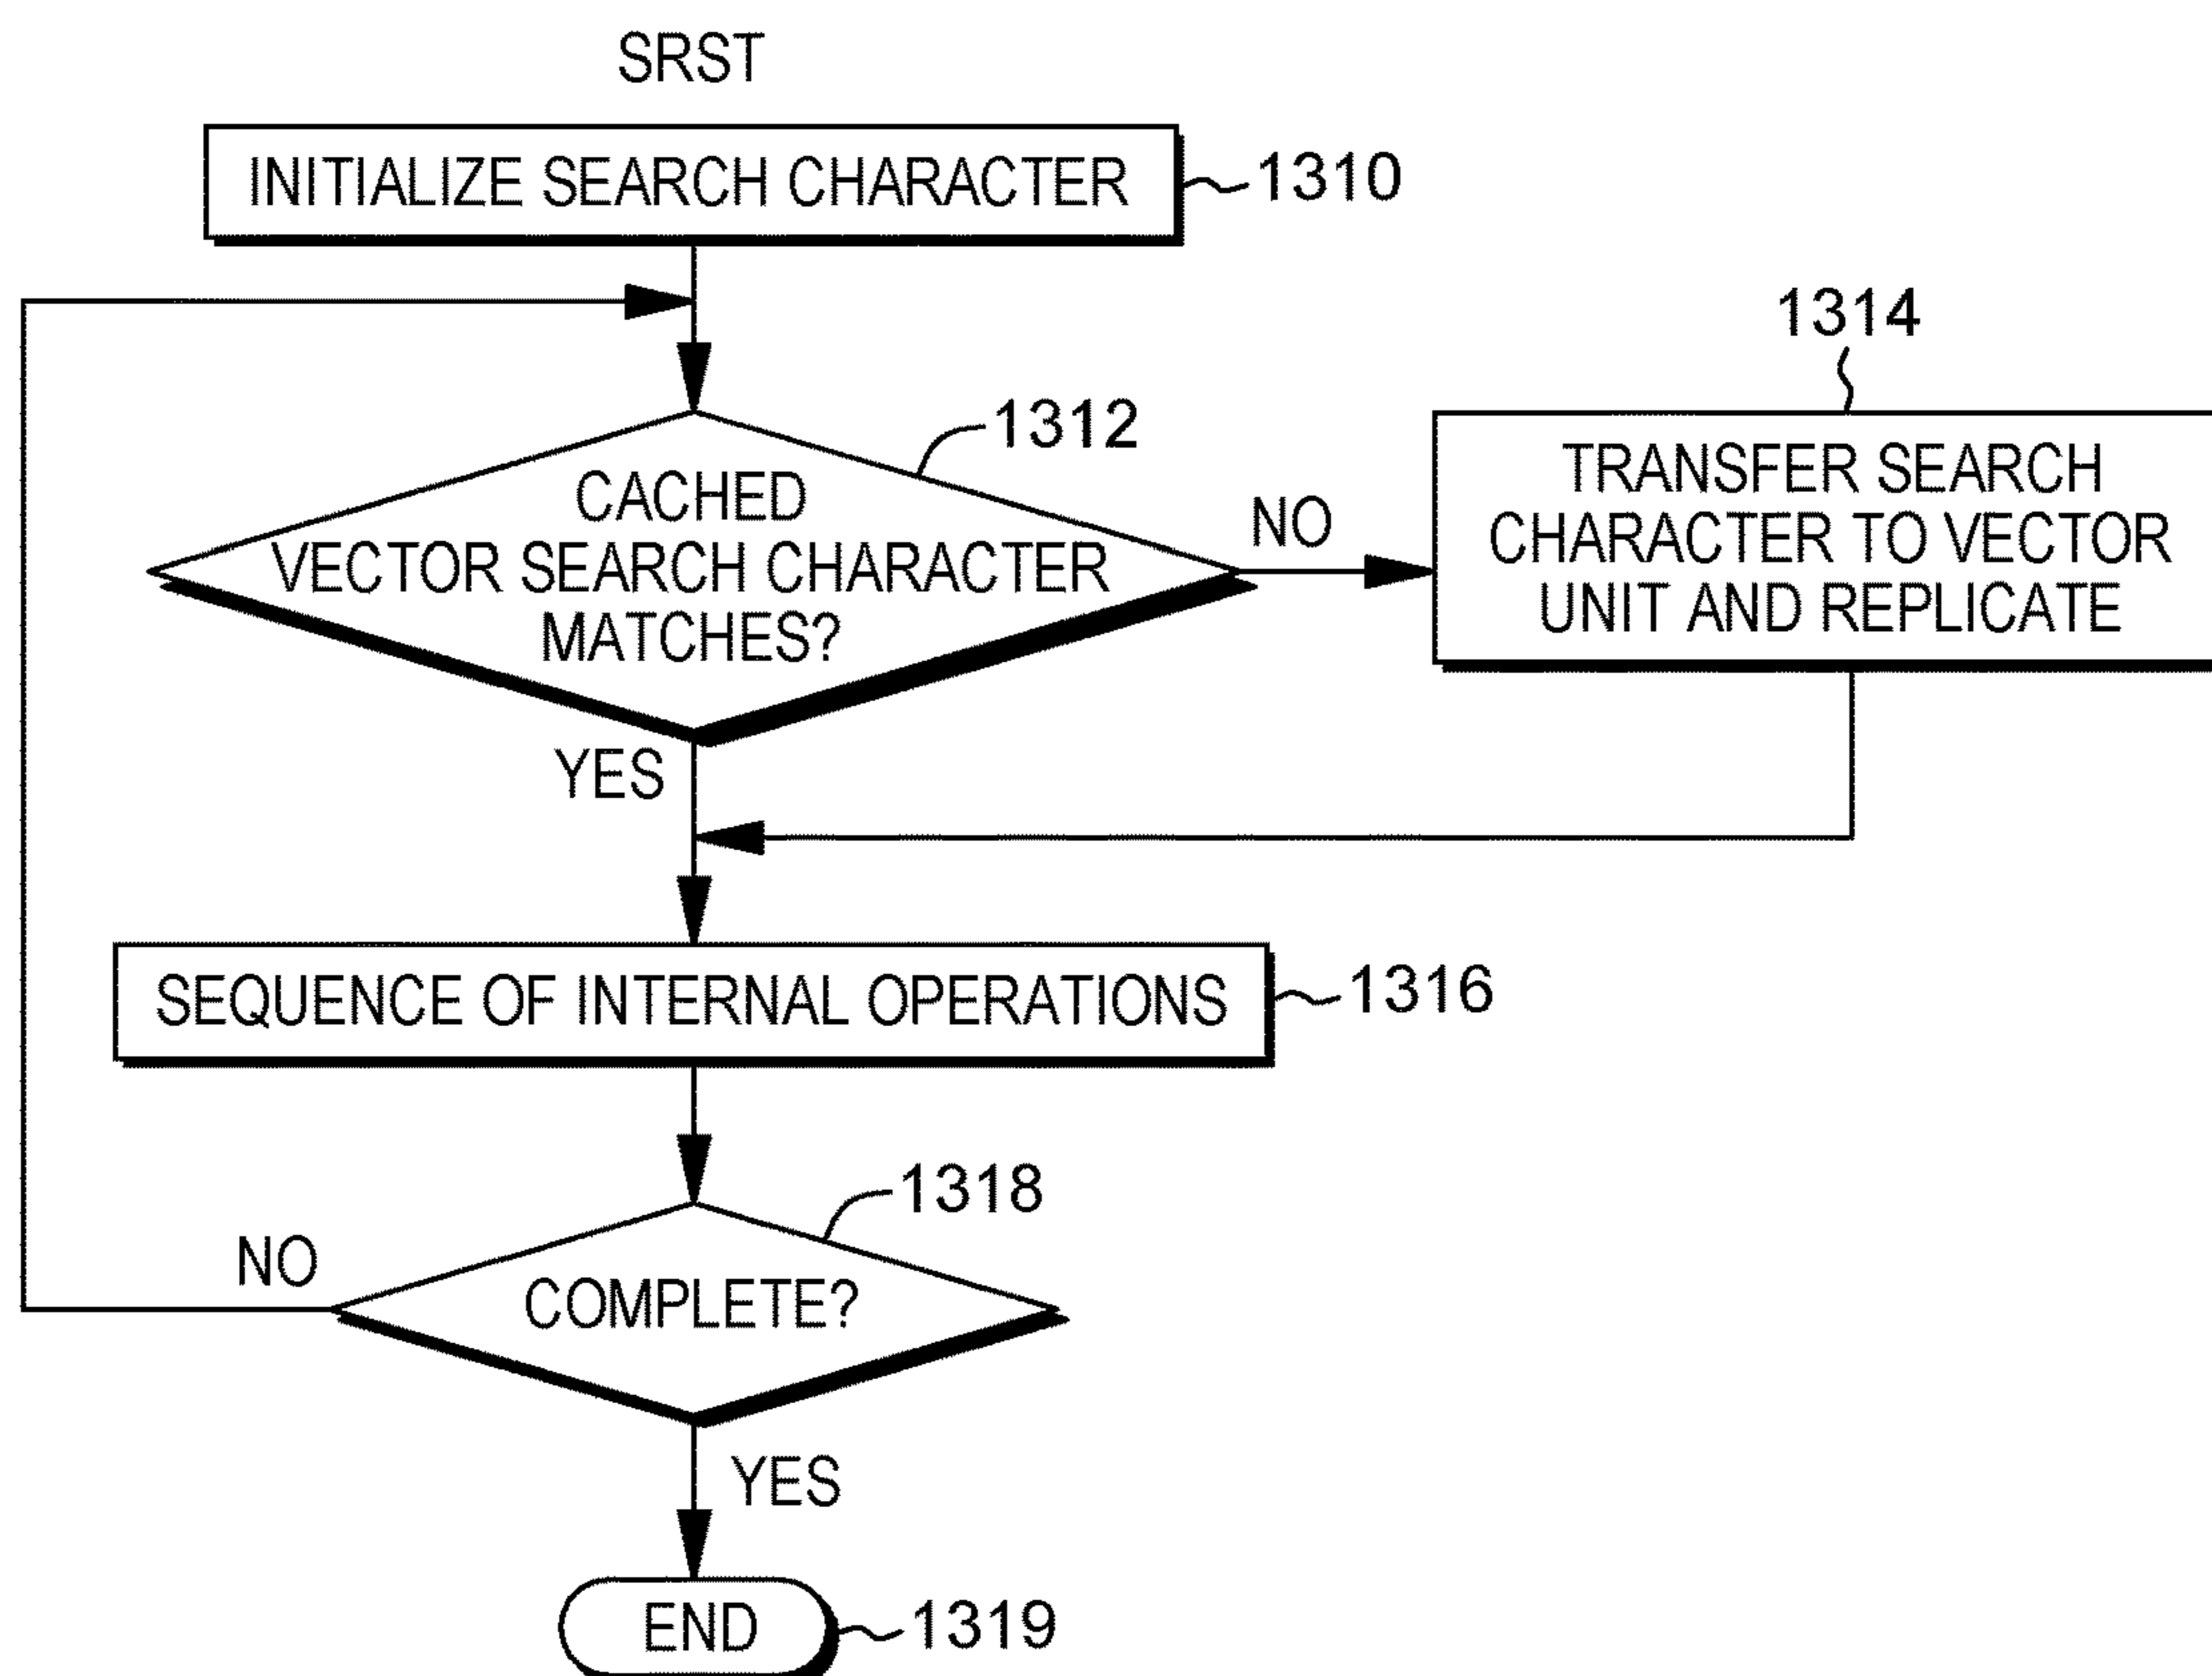 SRST
INITIALIZE SEARCH CHARACTER
1310
1312
CACHED
VECTOR SEARCH CHARACTER
MATCHES?
NO
1314
TRANSFER SEARCH
CHARACTER TO VECTOR
UNIT AND REPLICATE
YES
SEQUENCE OF INTERNAL OPERATIONS
1316
1318
COMPLETE?
NO
YES
END
1319